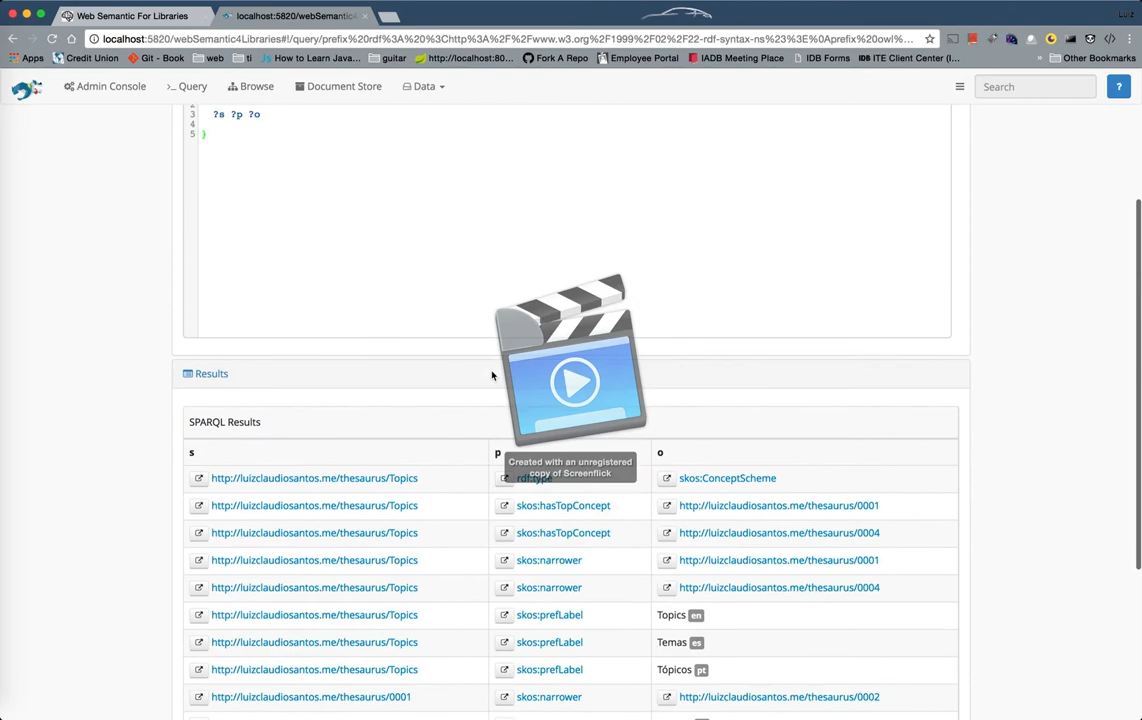 Web Semantic For Libraries
localhost:5820/webSemantic4
Luiz
localhost:5820/webSemantic4Libraries#!/query/prefix%20rdf%3A%20%3Chttp%3A%2F%2Fwww.w3.org%2F1999%2F02%2F22-rdf-syntax-ns%23%3E%0Aprefix%20owl%...
Apps
Credit Union
Git - Book
web
ti
How to Learn Java...
guitar
http://localhost:80...
Fork A Repo
Employee Portal
IADB Meeting Place
IDB Forms
IDB ITE Client Center (I...
»
Other Bookmarks
Admin Console
>_ Query
Browse
Document Store
Data
Search
?
2
3 ?s ?p ?o
4
5 }
Results
SPARQL Results
s p o
Created with an unregistered
copy of Screenflick
http://luizclaudiosantos.me/thesaurus/Topics rdf:type skos:ConceptScheme
http://luizclaudiosantos.me/thesaurus/Topics skos:hasTopConcept http://luizclaudiosantos.me/thesaurus/0001
http://luizclaudiosantos.me/thesaurus/Topics skos:hasTopConcept http://luizclaudiosantos.me/thesaurus/0004
http://luizclaudiosantos.me/thesaurus/Topics skos:narrower http://luizclaudiosantos.me/thesaurus/0001
http://luizclaudiosantos.me/thesaurus/Topics skos:narrower http://luizclaudiosantos.me/thesaurus/0004
http://luizclaudiosantos.me/thesaurus/Topics skos:prefLabel Topics en
http://luizclaudiosantos.me/thesaurus/Topics skos:prefLabel Temas es
http://luizclaudiosantos.me/thesaurus/Topics skos:prefLabel Tópicos pt
http://luizclaudiosantos.me/thesaurus/0001 skos:narrower http://luizclaudiosantos.me/thesaurus/0002